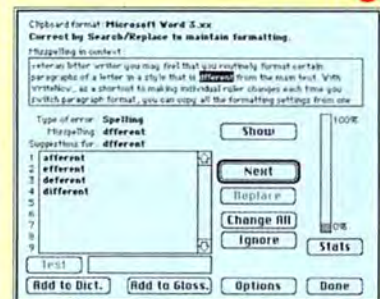 Clipboard format: Microsoft Word 3.xx
Correct by Search/Replace to maintain formatting.
Misspelling in context:
veteran letter writer you may feel that you routinely format certain
paragraphs of a letter in a style that is dfferent from the main text. With
WriteNow, as a shortcut to making individual ruler changes each time you
switch paragraph format, you can copy all the formatting settings from one
Type of error: Spelling
Misspelling: dfferent
Suggestions for: dfferent
1 afferent
2 efferent
3 deferent
4 different
5
6
7
8
9
Show
Next
Replace
Change All
Ignore
100%
0%
Stats
Test
Add to Dict.
Add to Gloss.
Options
Done